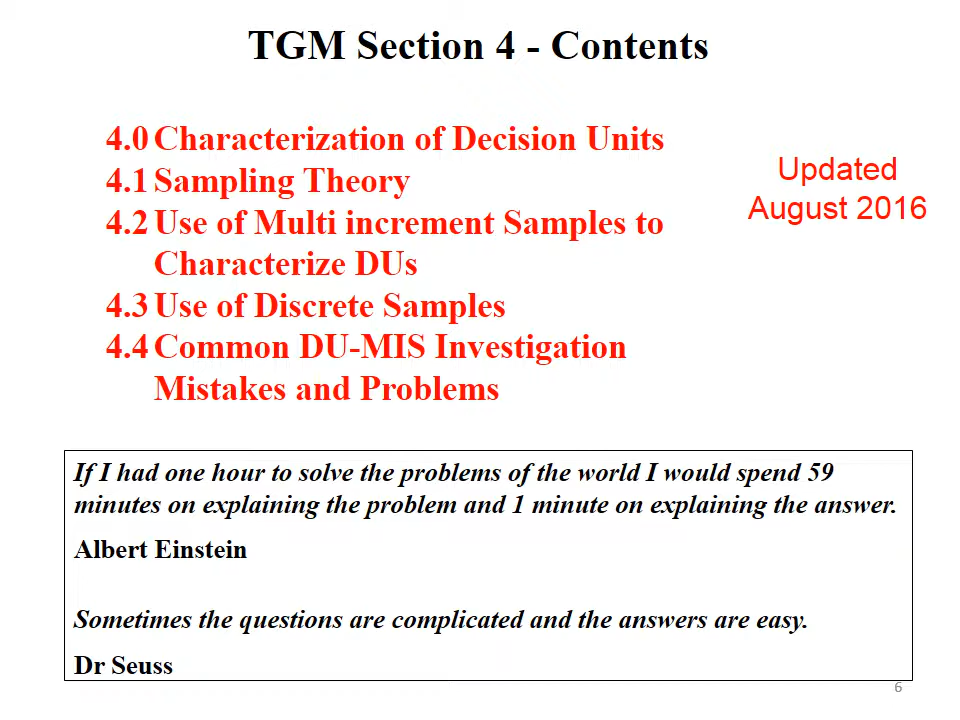 TGM Section 4 - Contents
4.0 Characterization of Decision Units
4.1 Sampling Theory
4.2 Use of Multi increment Samples to
Characterize DUs
4.3 Use of Discrete Samples
4.4 Common DU-MIS Investigation
Mistakes and Problems
Updated
August 2016
If I had one hour to solve the problems of the world I would spend 59
minutes on explaining the problem and 1 minute on explaining the answer.
Albert Einstein
Sometimes the questions are complicated and the answers are easy.
Dr Seuss
6